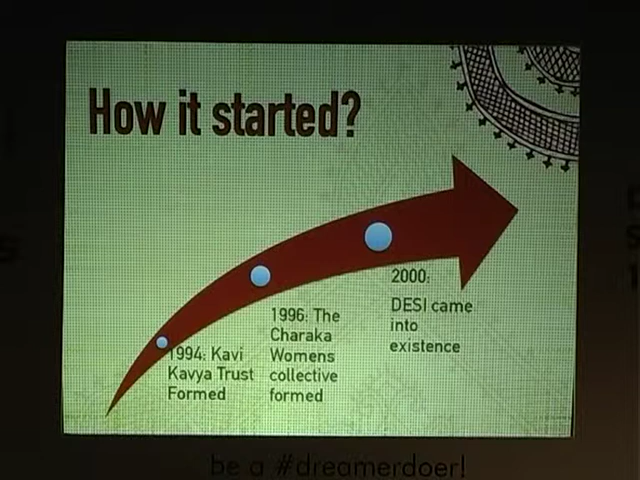 How it started?
1994: Kavi
Kavya Trust
Formed
1996: The
Charaka
Womens
collective
formed
2000:
DESI came
into
existence
be a #dreamerdoer!